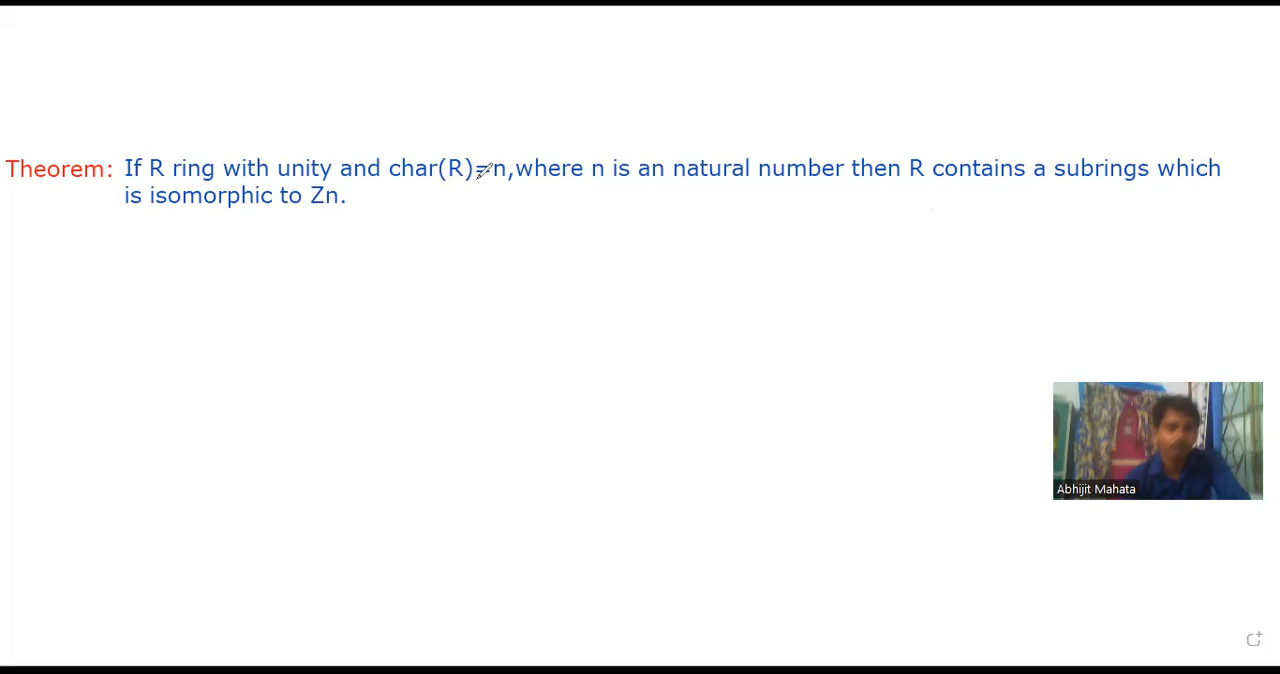 Theorem: If R ring with unity and char(R)=n,where n is an natural number then R contains a subrings which
is isomorphic to Zn.
Abhijit Mahata